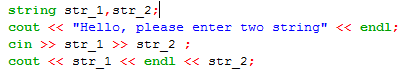 string str_1,str_2;
cout << "Hello, please enter two string" << endl;
cin >> str_1 >> str_2 ;
cout << str_1 << endl << str_2;